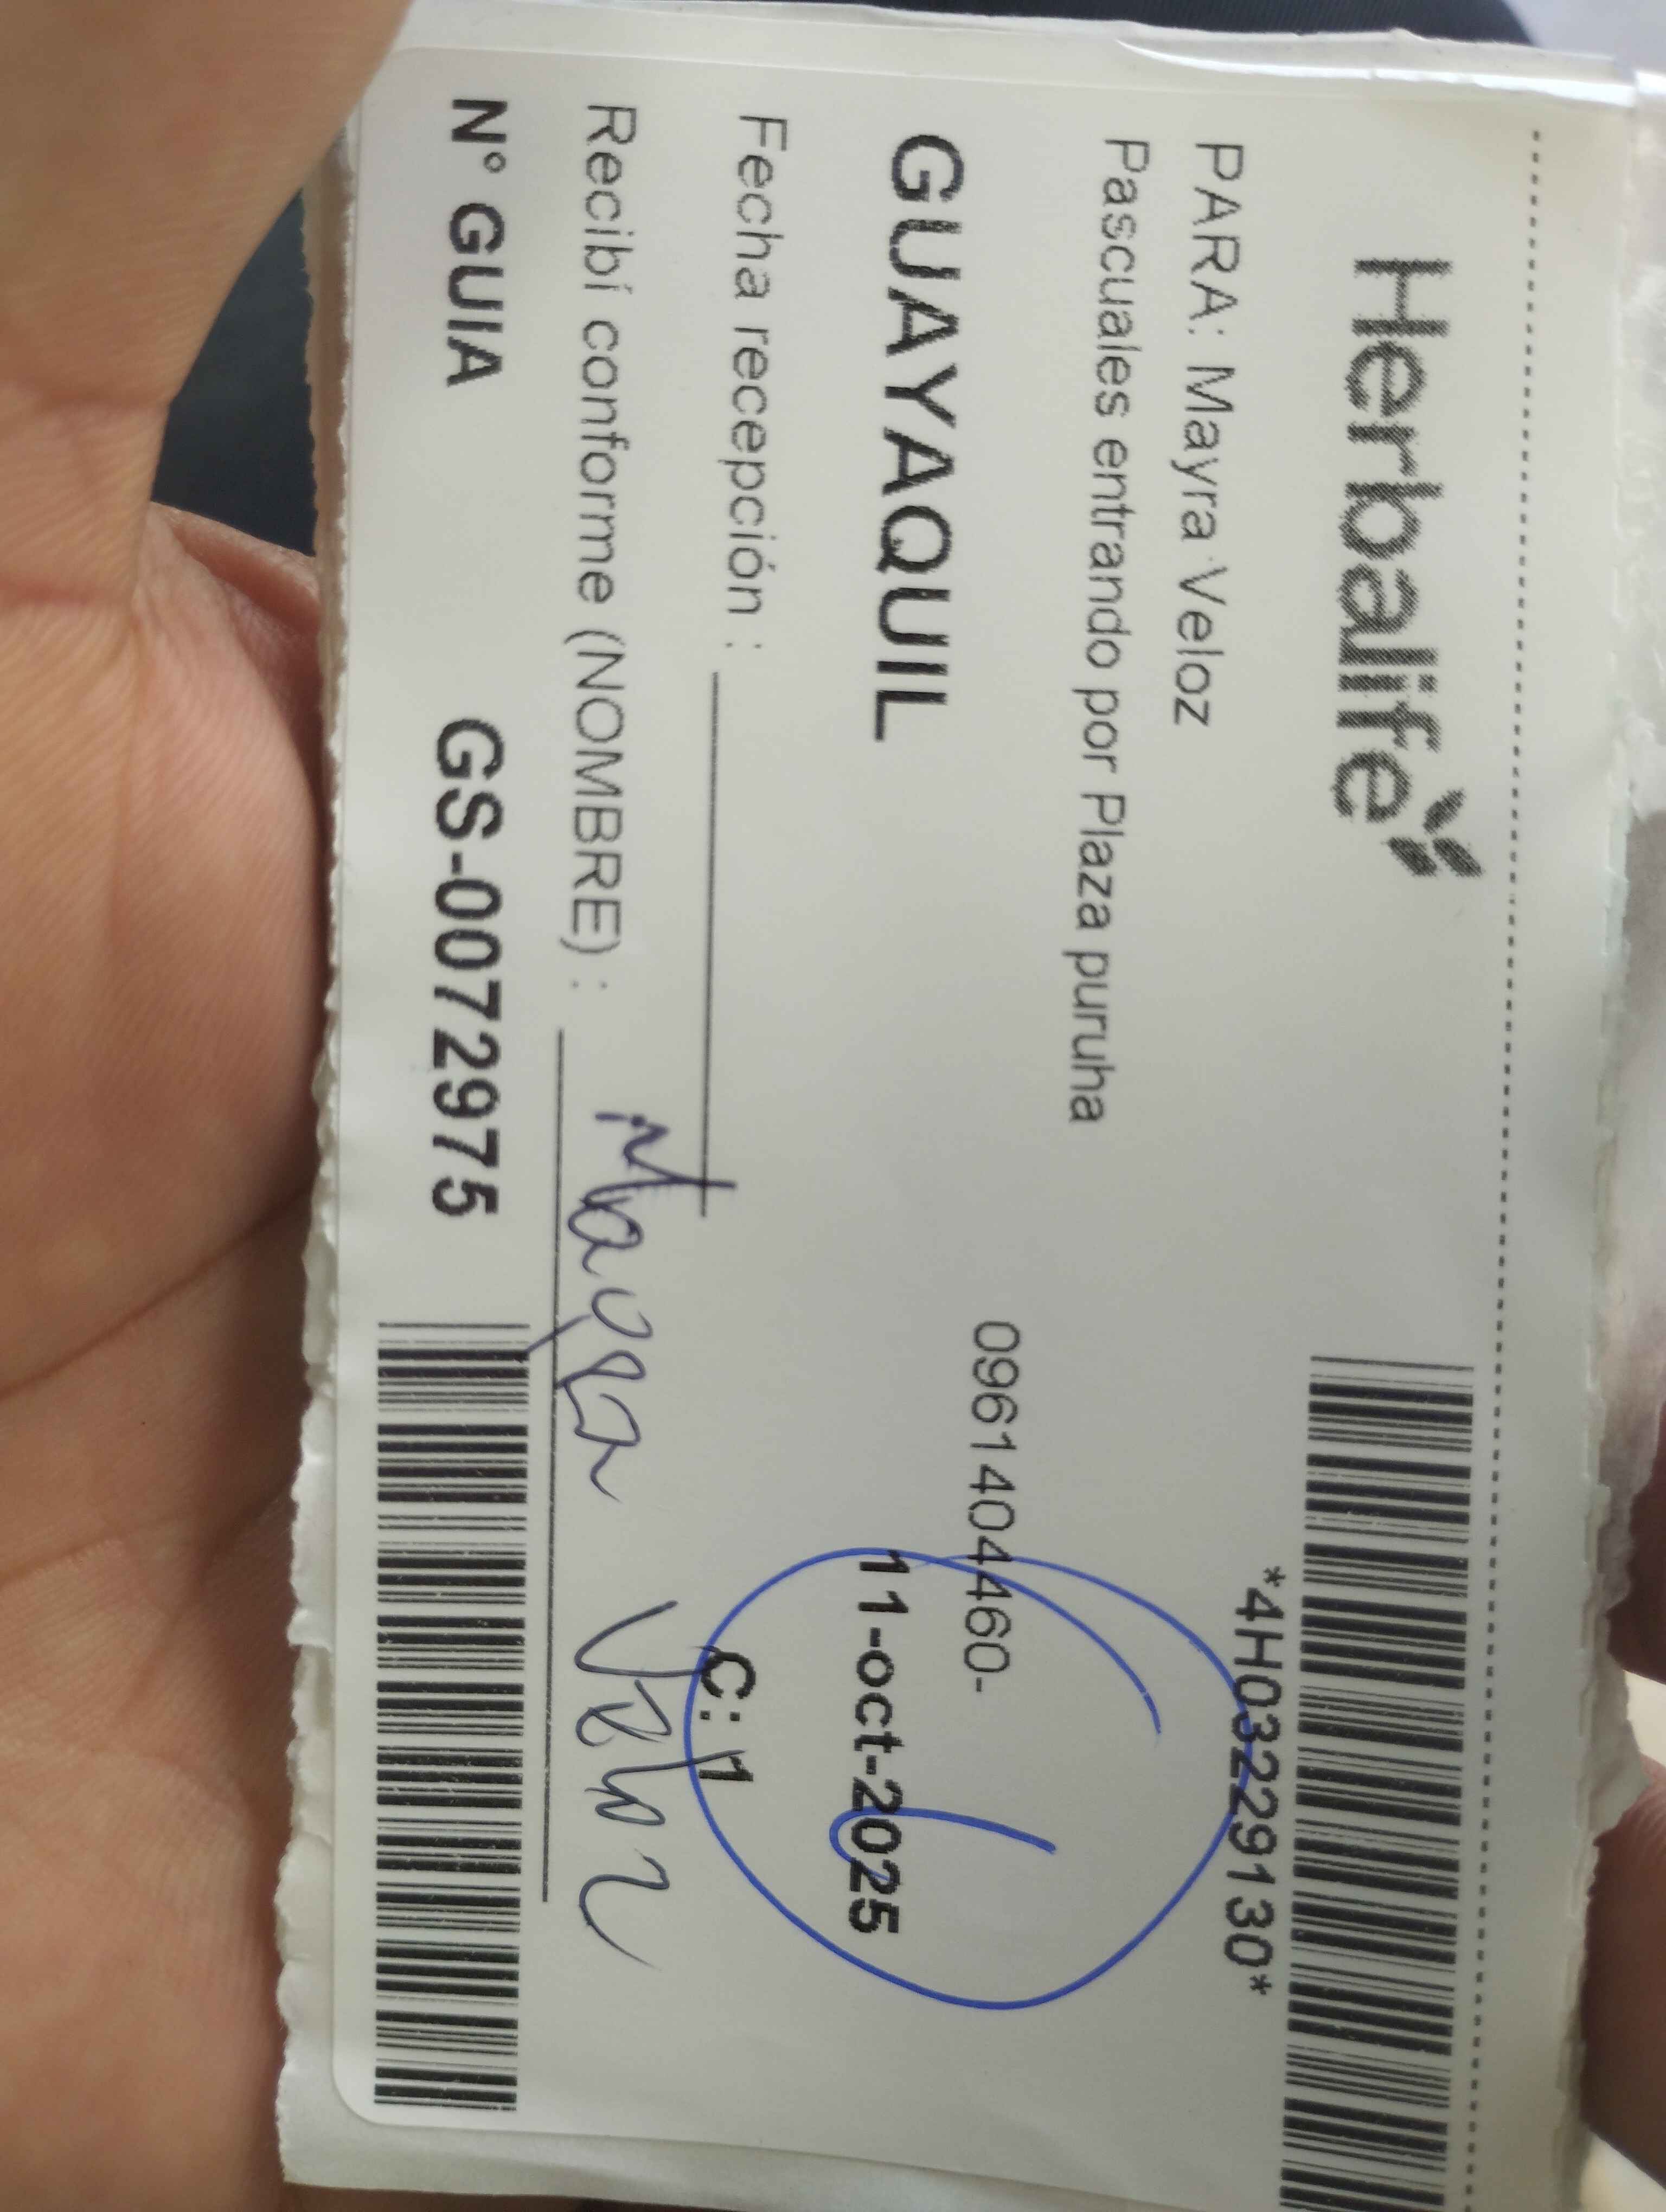 Herbalife
*4H03229130*
PARA: Mayra Veloz
Pascuales entrando por Plaza puruha
0961404460-
GUAYAQUIL
11-oct-2025
Fecha recepción :
C: 1
Recibí conforme (NOMBRE) : Mayra Veloz
N° GUIA GS-0072975